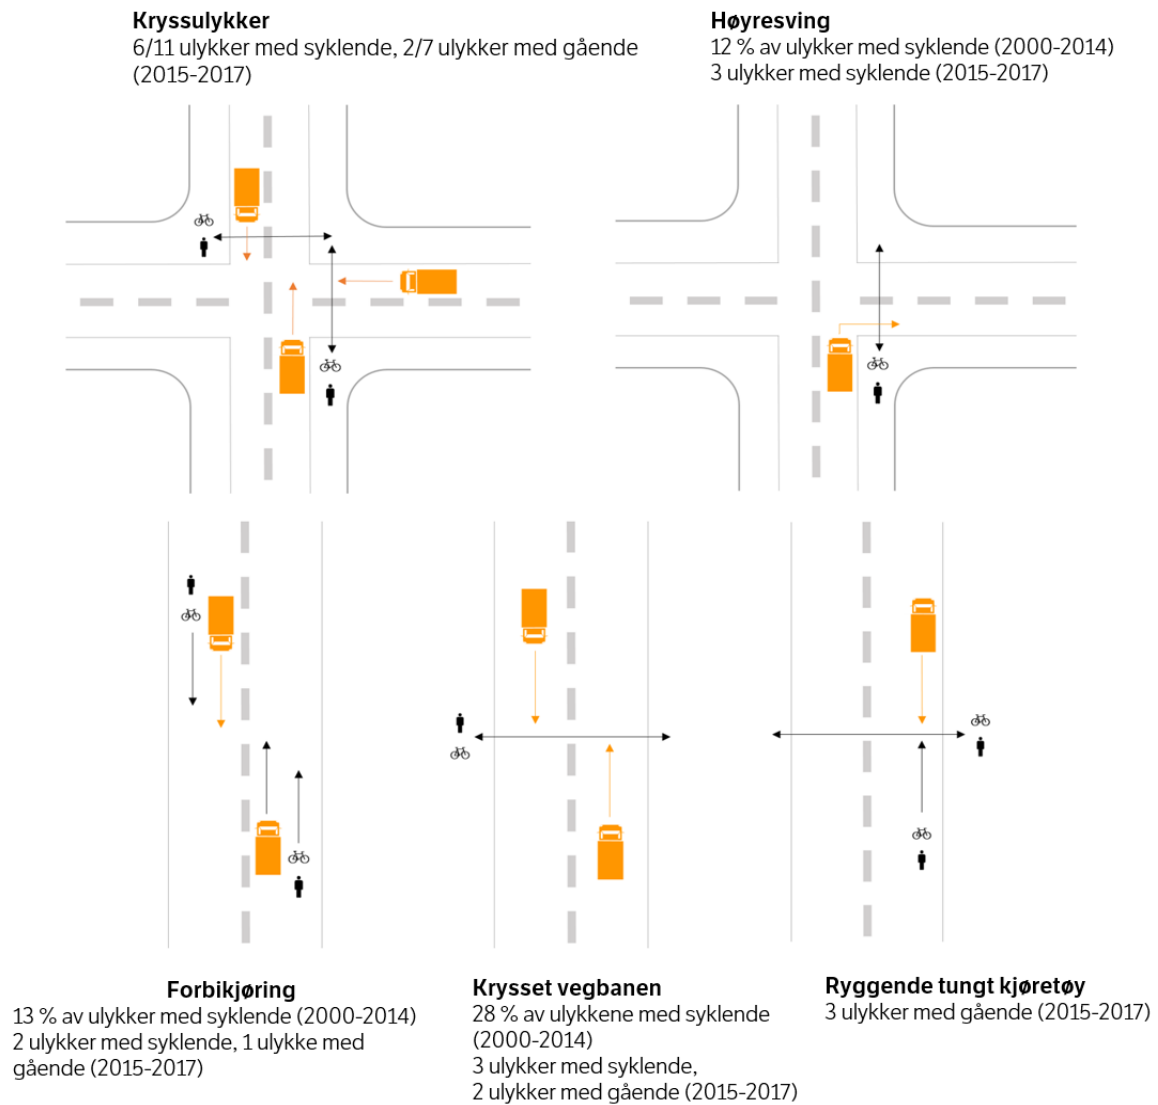 Kryssulykker
6/11 ulykker med syklende, 2/7 ulykker med gående
(2015-2017)
Høyresving
12 % av ulykker med syklende (2000-2014)
3 ulykker med syklende (2015-2017)
Forbikjøring
13 % av ulykker med syklende (2000-2014)
2 ulykker med syklende, 1 ulykke med
gående (2015-2017)
Krysset vegbanen
28 % av ulykkene med syklende
(2000-2014)
3 ulykker med syklende,
2 ulykker med gående (2015-2017)
Ryggende tungt kjøretøy
3 ulykker med gående (2015-2017)